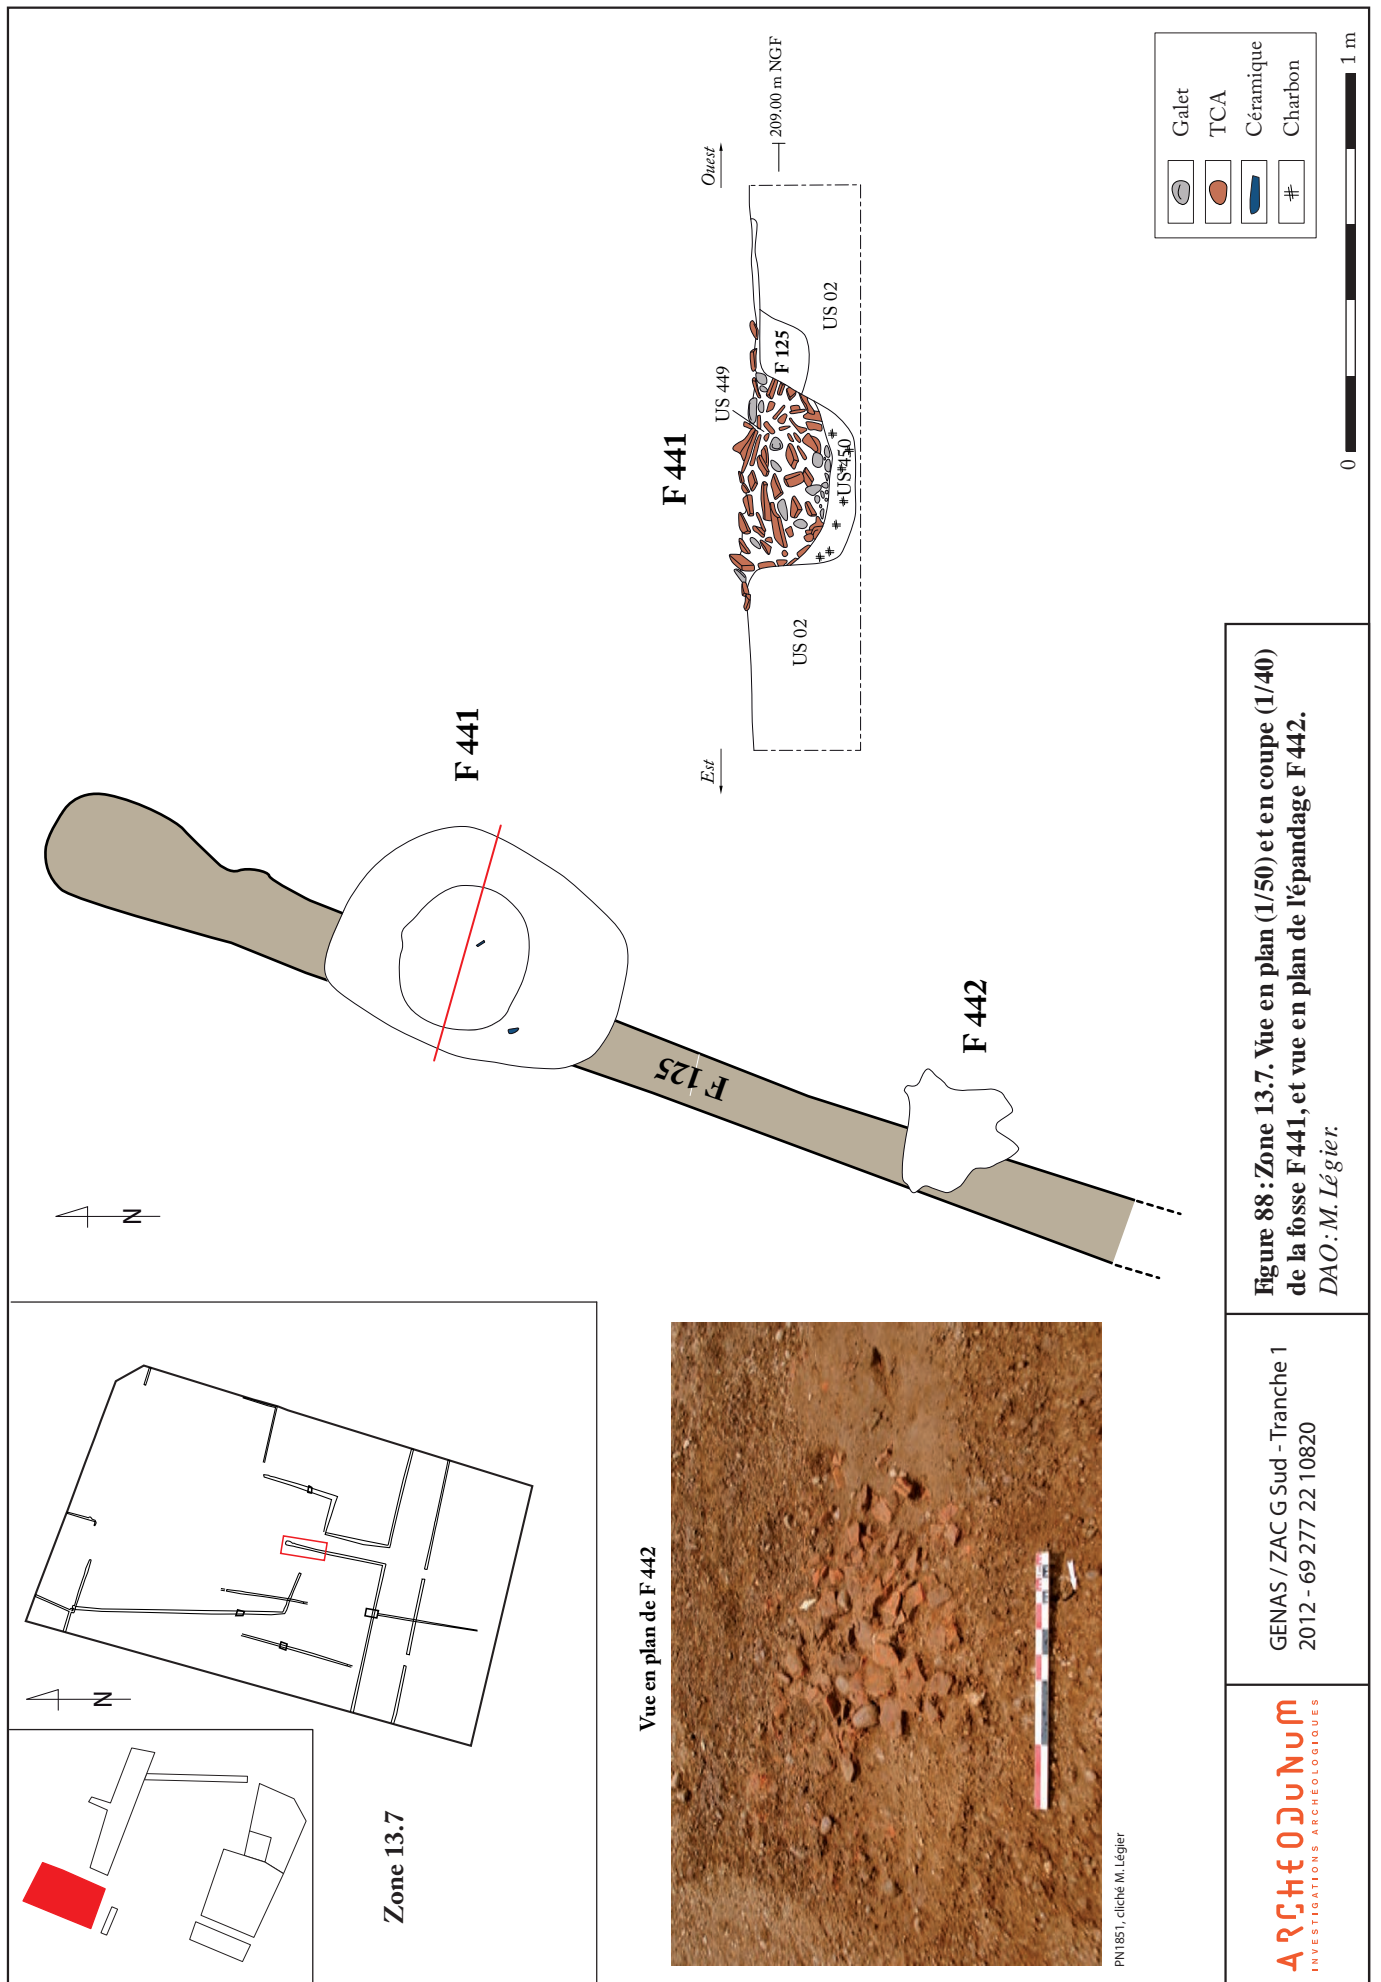 N
N
Zone 13.7
F 441
F 125
F 442
F 441
Est
Ouest
209.00 m NGF
US 449
F 125
US 02
US 02
US 450
Galet
TCA
Céramique
Charbon
0
1 m
Vue en plan de F 442
PN1851, cliché M. Légier
ARCHEODUNUM
INVESTIGATIONS ARCHÉOLOGIQUES
GENAS / ZAC G Sud - Tranche 1
2012 - 69 277 22 10820
Figure 88 : Zone 13.7. Vue en plan (1/50) et en coupe (1/40)
de la fosse F441, et vue en plan de l'épandage F442.
DAO : M. Légier.